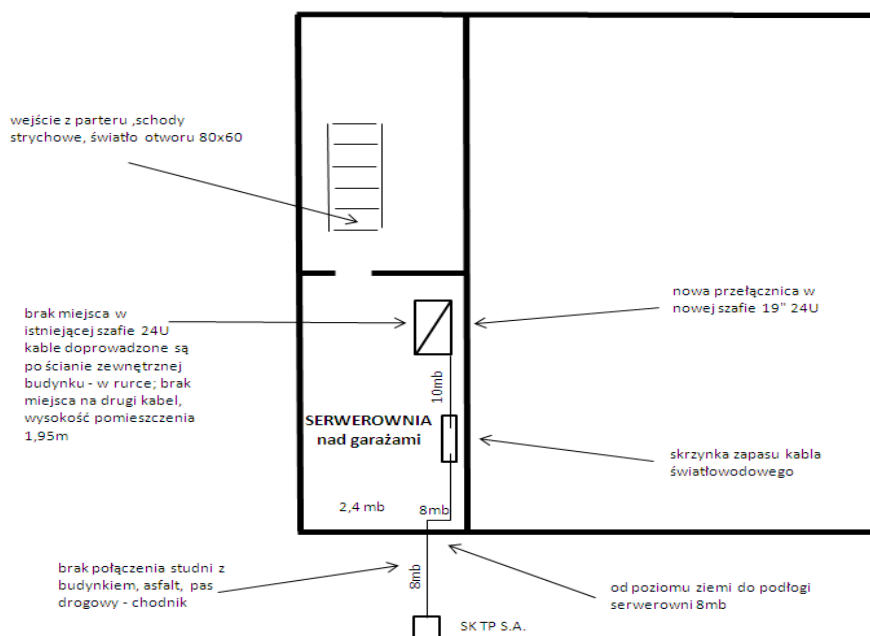 wejście z parteru ,schody
strychowe, światło otworu 80x60
brak miejsca w
istniejącej szafie 24U
kable doprowadzone są
po ścianie zewnętrznej
budynku - w rurce; brak
miejsca na drugi kabel,
wysokość pomieszczenia
1,95m
nowa przełącznica w
nowej szafie 19" 24U
10mb
SERWEROWNIA
nad garażami
skrzynka zapasu kabla
światłowodowego
2,4 mb
8mb
brak połączenia studni z
budynkiem, asfalt, pas
drogowy - chodnik
8mb
od poziomu ziemi do podłogi
serwerowni 8mb
SK TP S.A.